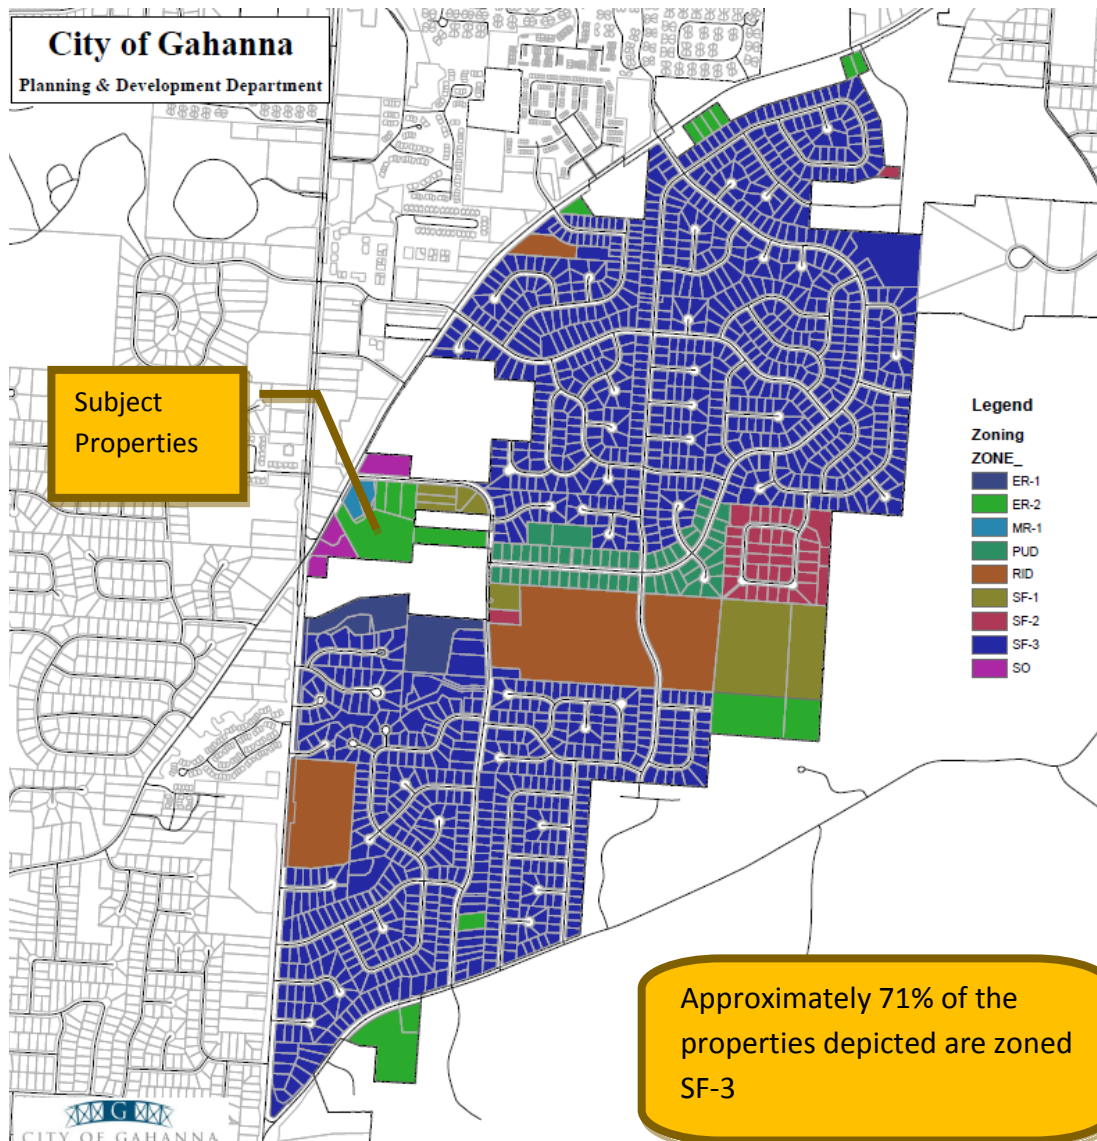 City of Gahanna
Planning & Development Department
Subject
Properties
Legend
Zoning
ZONE_
ER-1
ER-2
MR-1
PUD
RID
SF-1
SF-2
SF-3
SO
Approximately 71% of the
properties depicted are zoned
SF-3
G
CITY OF GAHANNA